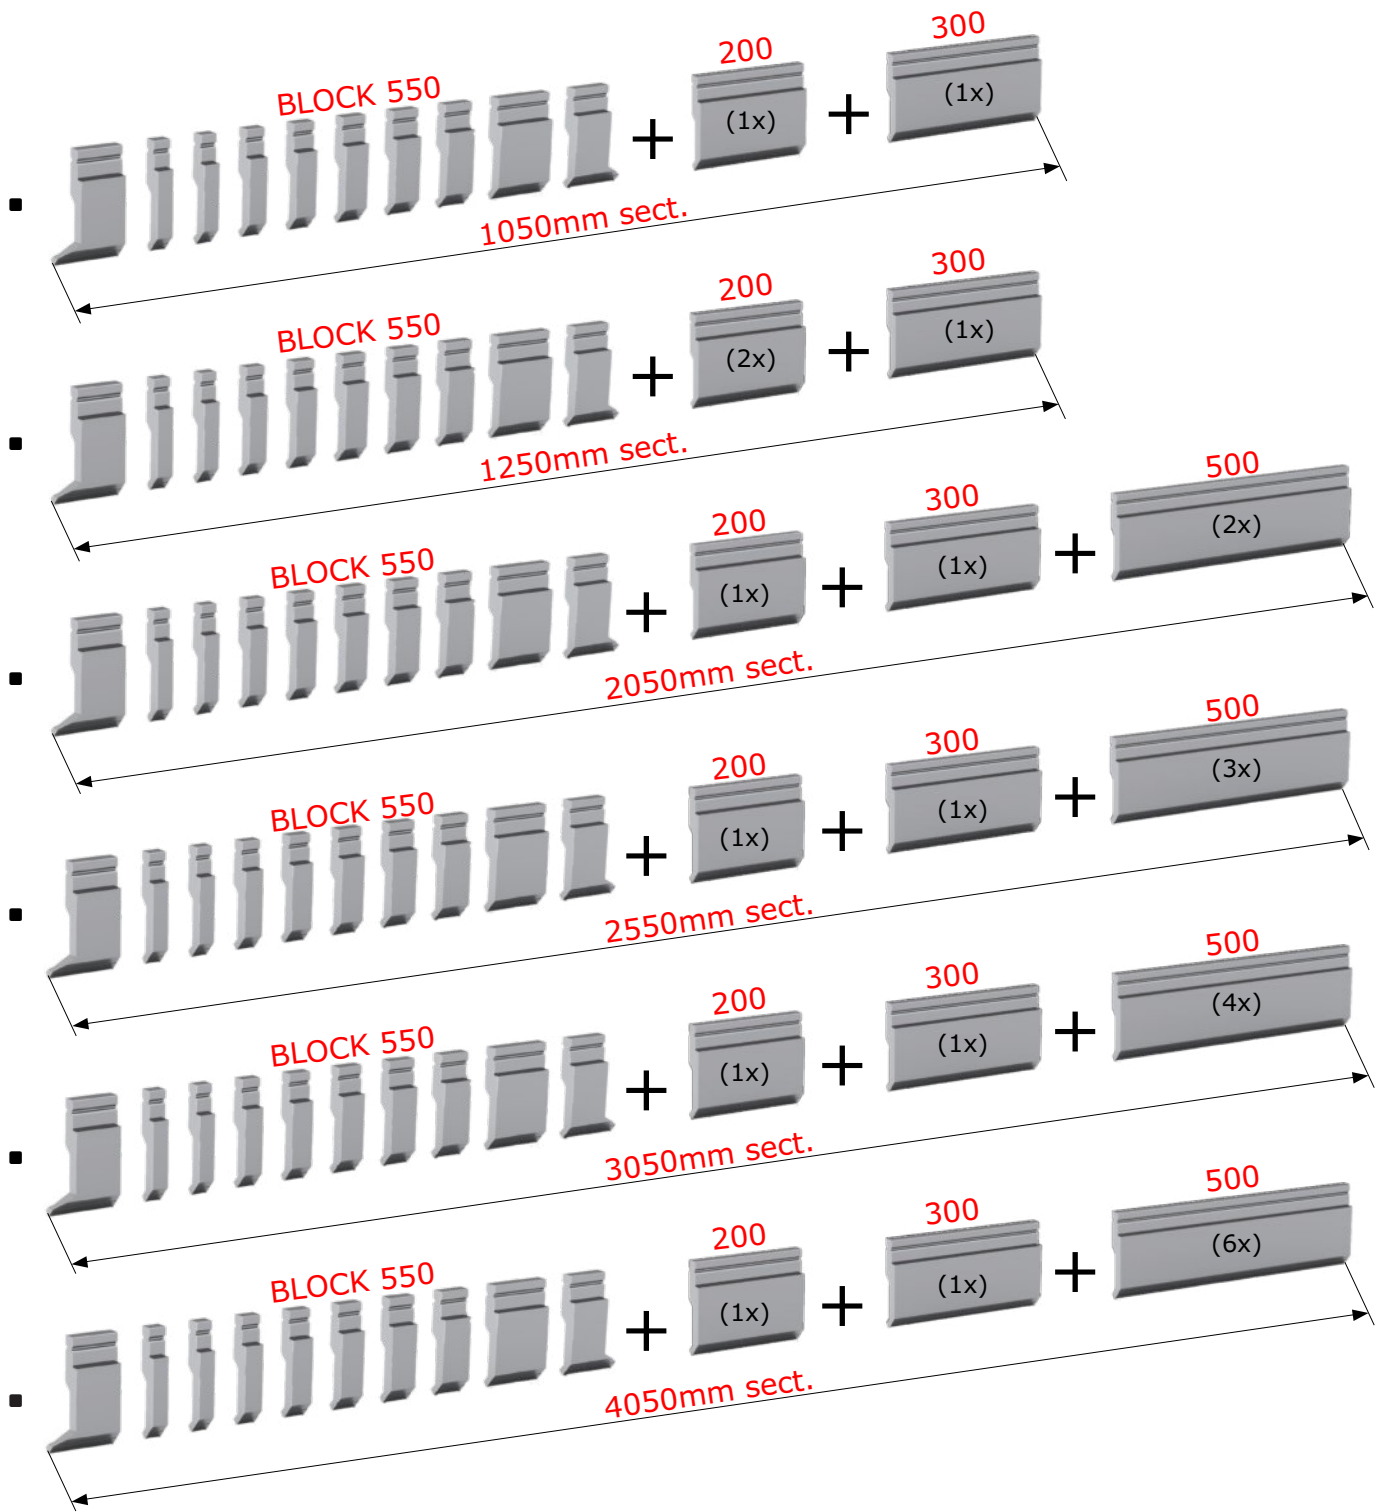 BLOCK 550
200
300
(1x)
(1x)
1050mm sect.
BLOCK 550
200
300
(2x)
(1x)
1250mm sect.
BLOCK 550
200
300
500
(1x)
(1x)
(2x)
2050mm sect.
BLOCK 550
200
300
500
(1x)
(1x)
(3x)
2550mm sect.
BLOCK 550
200
300
500
(1x)
(1x)
(4x)
3050mm sect.
BLOCK 550
200
300
500
(1x)
(1x)
(6x)
4050mm sect.